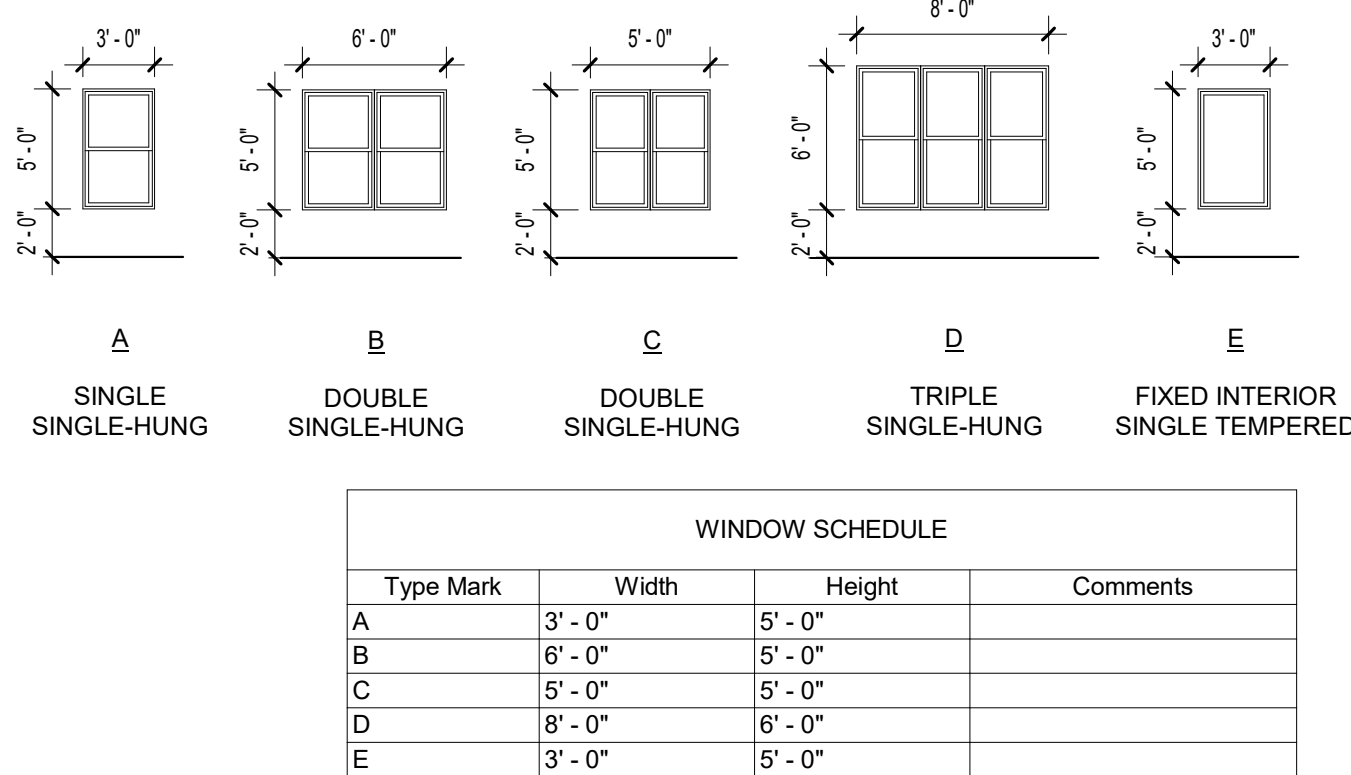 8' - 0"
3' - 0"
6' - 0"
5' - 0"
3' - 0"
5' - 0"
5' - 0"
5' - 0"
6' - 0"
5' - 0"
2' - 0"
2' - 0"
2' - 0"
2' - 0"
2' - 0"
A
SINGLE
SINGLE-HUNG
B
DOUBLE
SINGLE-HUNG
C
DOUBLE
SINGLE-HUNG
D
TRIPLE
SINGLE-HUNG
E
FIXED INTERIOR
SINGLE TEMPERED
WINDOW SCHEDULE
Type Mark Width Height Comments
A 3' - 0" 5' - 0"
B 6' - 0" 5' - 0"
C 5' - 0" 5' - 0"
D 8' - 0" 6' - 0"
E 3' - 0" 5' - 0"